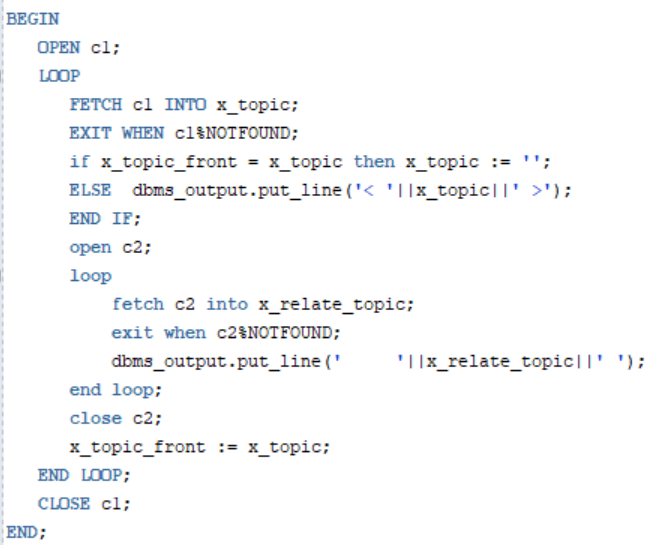 BEGIN
   OPEN c1;
   LOOP
      FETCH c1 INTO x_topic;
      EXIT WHEN c1%NOTFOUND;
      if x_topic_front = x_topic then x_topic := '';
      ELSE  dbms_output.put_line('< '||x_topic||' >');
      END IF;
      open c2;
      loop
          fetch c2 into x_relate_topic;
          exit when c2%NOTFOUND;
          dbms_output.put_line('     '||x_relate_topic||' ');
      end loop;
      close c2;
      x_topic_front := x_topic;
   END LOOP;
   CLOSE c1;
END;